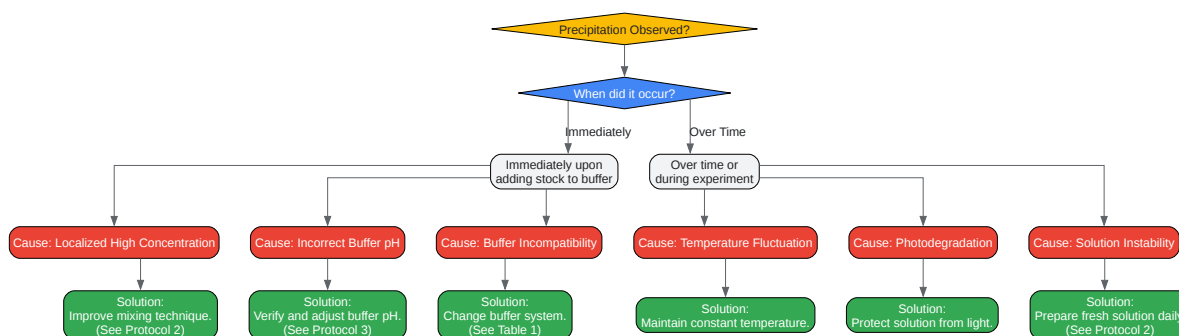 Precipitation Observed?
When did it occur?
Immediately
Over Time
Immediately upon
adding stock to buffer
Over time or
during experiment
Cause: Localized High Concentration
Cause: Incorrect Buffer pH
Cause: Buffer Incompatibility
Cause: Temperature Fluctuation
Cause: Photodegradation
Cause: Solution Instability
Solution:
Improve mixing technique.
(See Protocol 2)
Solution:
Verify and adjust buffer pH.
(See Protocol 3)
Solution:
Change buffer system.
(See Table 1)
Solution:
Maintain constant temperature.
Solution:
Protect solution from light.
Solution:
Prepare fresh solution daily
(See Protocol 2)